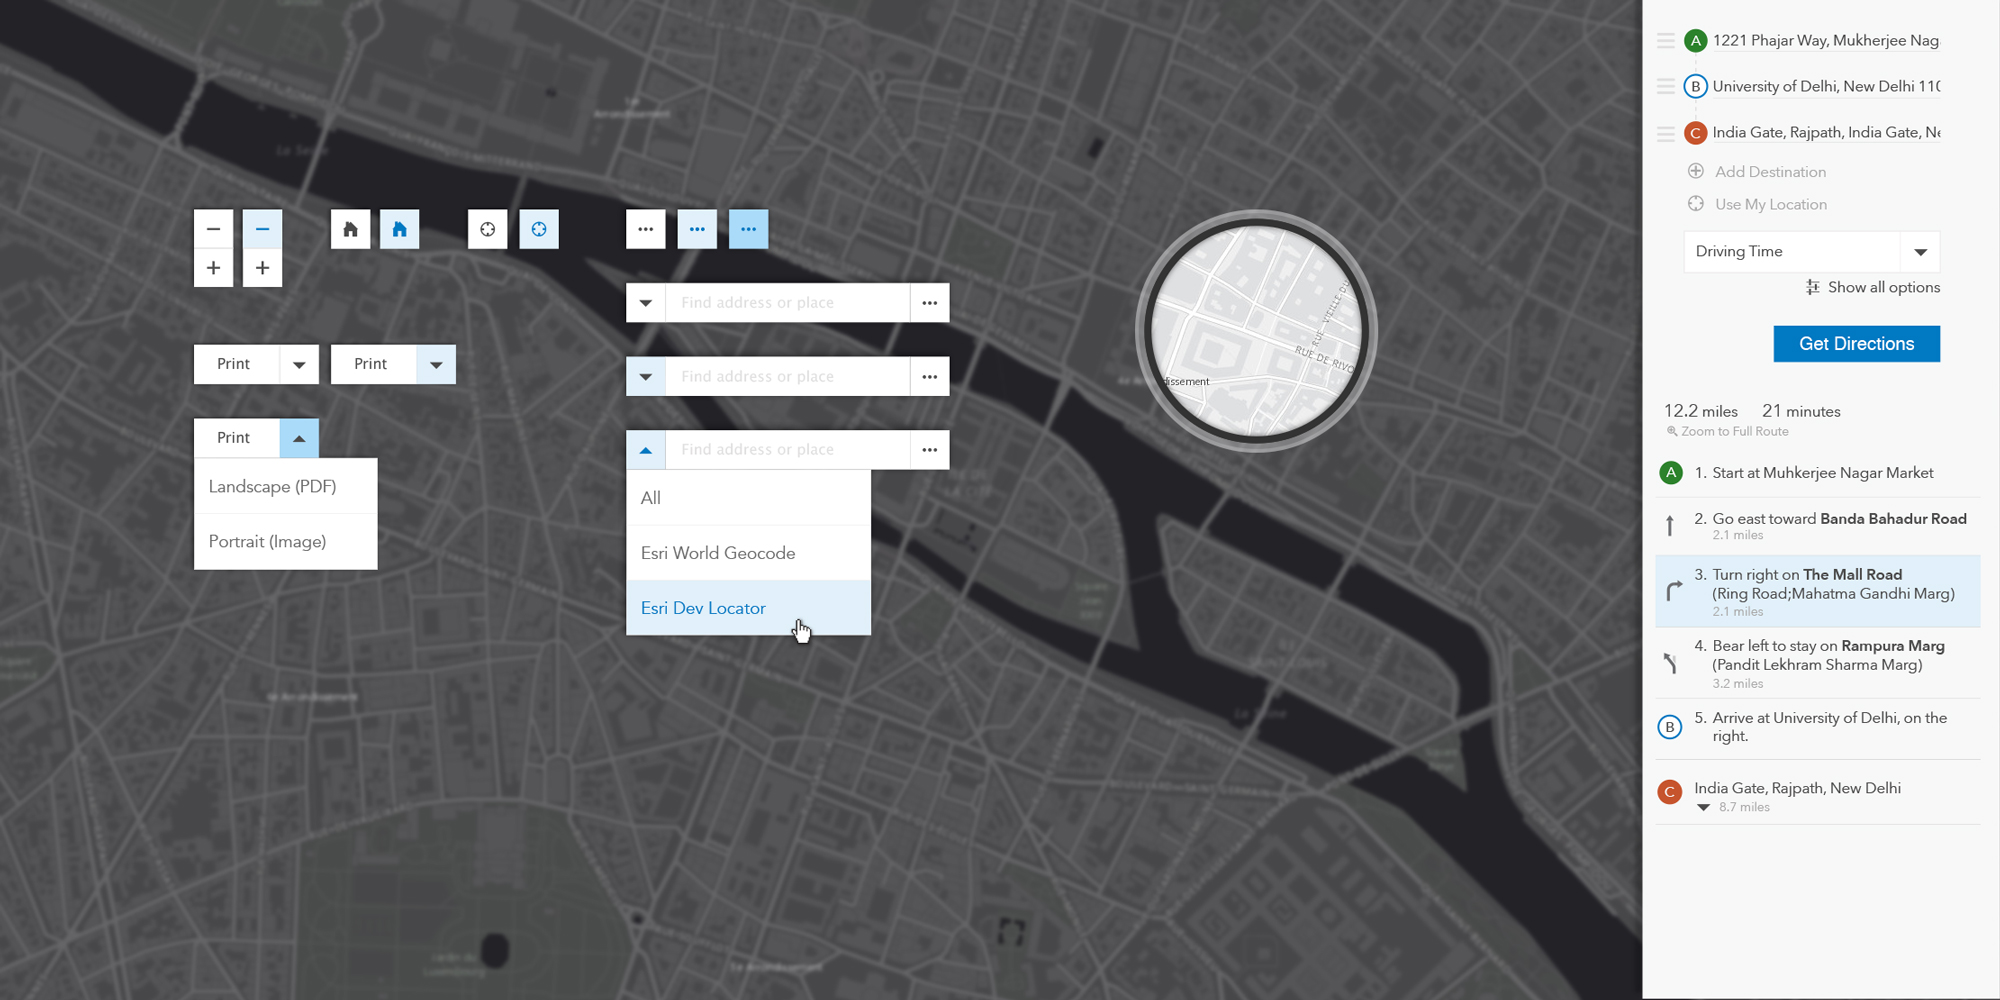 Print
Print
Print
Landscape (PDF)
Portrait (Image)
Find address or place
Find address or place
Find address or place
All
Esri World Geocode
Esri Dev Locator
RUE VIEILLE DU
RUE DE RIVO
dissement
La Seine
La Seine
A 1221 Phajar Way, Mukherjee Nag
B University of Delhi, New Delhi 110
C India Gate, Rajpath, India Gate, Ne
Add Destination
Use My Location
Driving Time
Show all options
Get Directions
12.2 miles 21 minutes
Zoom to Full Route
A 1. Start at Muhkerjee Nagar Market
2. Go east toward Banda Bahadur Road
2.1 miles
3. Turn right on The Mall Road
(Ring Road;Mahatma Gandhi Marg)
2.1 miles
4. Bear left to stay on Rampura Marg
(Pandit Lekhram Sharma Marg)
3.2 miles
B 5. Arrive at University of Delhi, on the
right.
C India Gate, Rajpath, New Delhi
8.7 miles